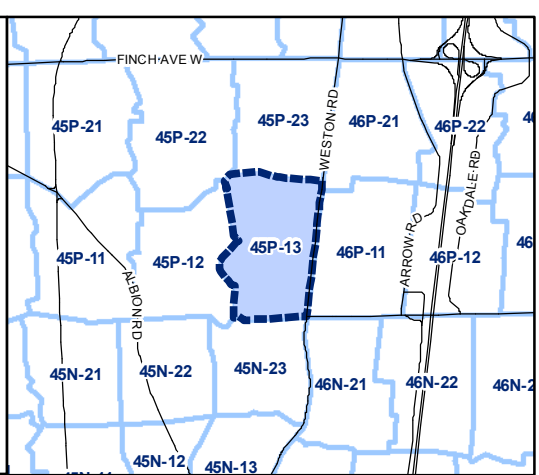 FINCH AVE W
45P-21
45P-22
45P-23
46P-21
46P-22
WESTON RD
OAKDALE RD
45P-11
45P-12
45P-13
46P-11
ARROW RD
46P-12
ALBION RD
45N-21
45N-22
45N-23
46N-21
46N-22
45N-12
45N-13